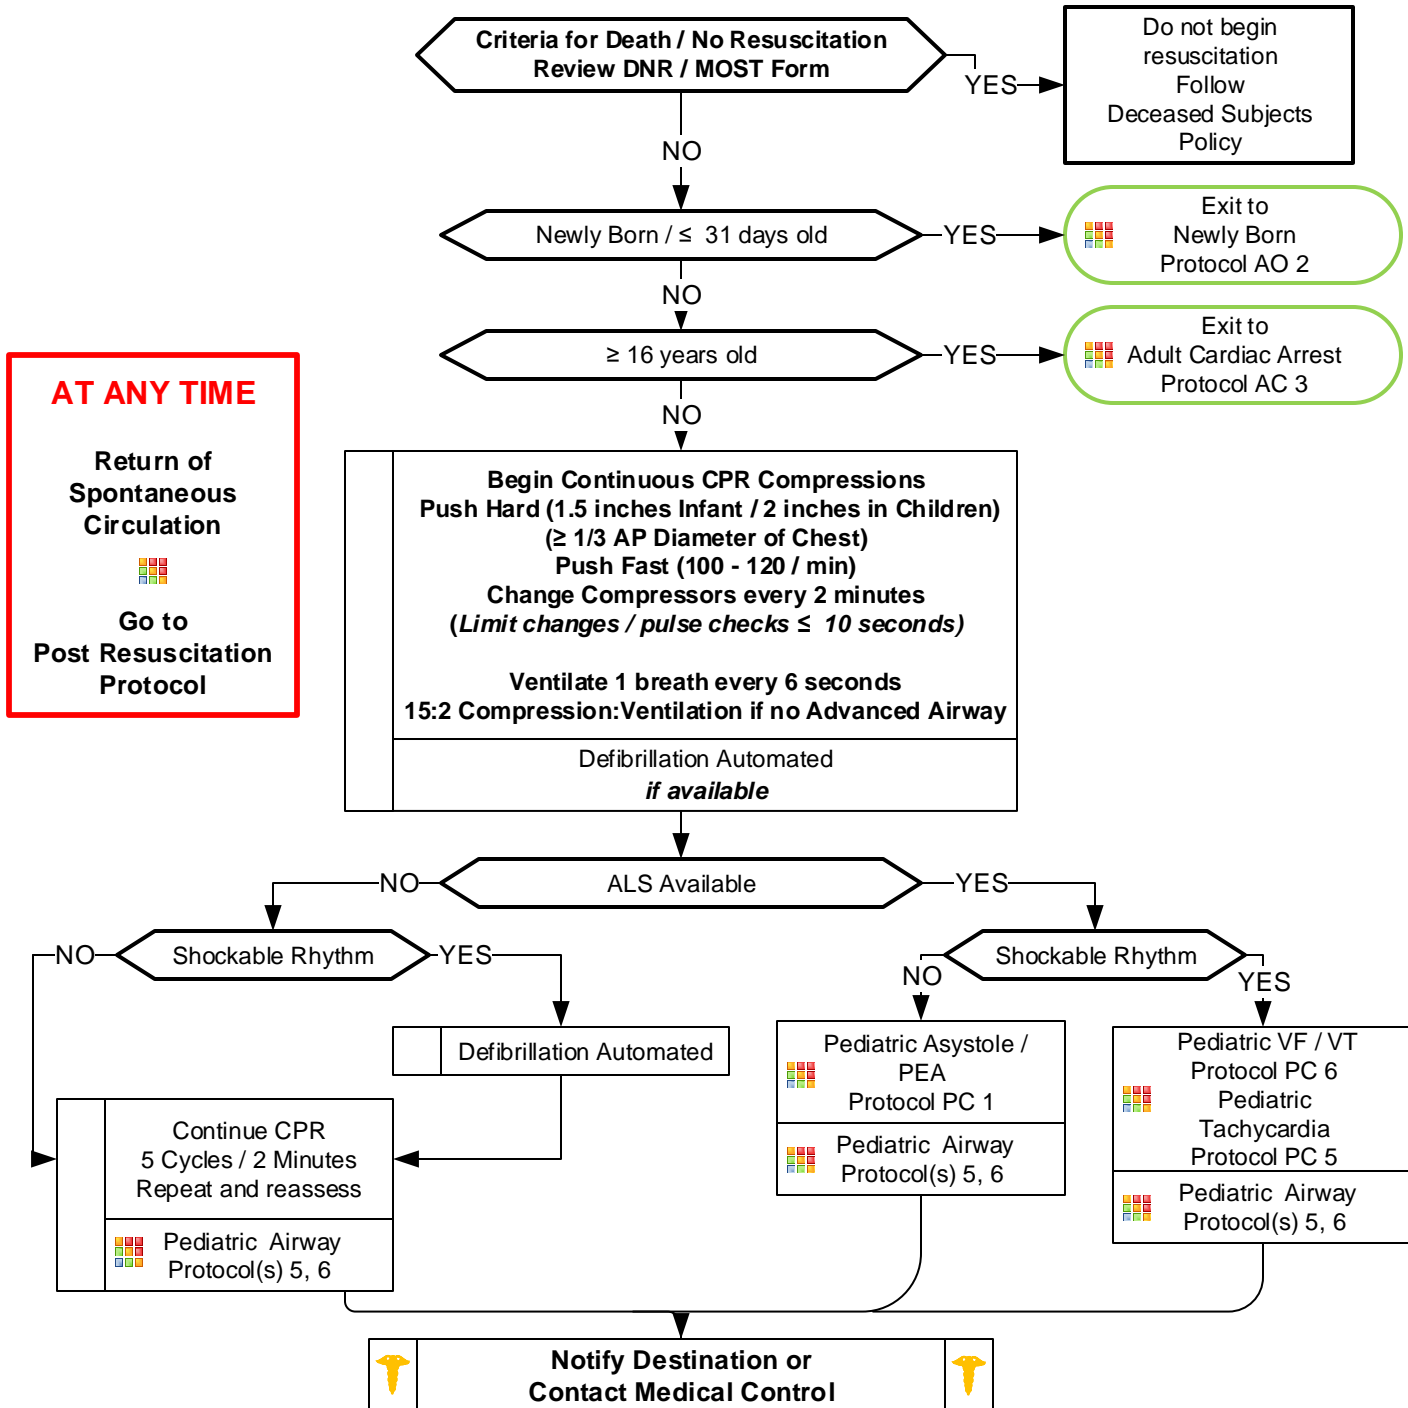 Criteria for Death / No Resuscitation
Review DNR / MOST Form
YES
Do not begin
resuscitation
Follow
Deceased Subjects
Policy
NO
Newly Born / ≤ 31 days old
YES
Exit to
Newly Born
Protocol AO 2
NO
≥ 16 years old
YES
Exit to
Adult Cardiac Arrest
Protocol AC 3
NO
AT ANY TIME
Return of
Spontaneous
Circulation
Go to
Post Resuscitation
Protocol
Begin Continuous CPR Compressions
Push Hard (1.5 inches Infant / 2 inches in Children)
(≥ 1/3 AP Diameter of Chest)
Push Fast (100 - 120 / min)
Change Compressors every 2 minutes
(Limit changes / pulse checks ≤ 10 seconds)
Ventilate 1 breath every 6 seconds
15:2 Compression:Ventilation if no Advanced Airway
Defibrillation Automated
if available
ALS Available
NO
YES
Shockable Rhythm
NO
YES
Defibrillation Automated
Continue CPR
5 Cycles / 2 Minutes
Repeat and reassess
Pediatric Airway
Protocol(s) 5, 6
Shockable Rhythm
NO
YES
Pediatric Asystole /
PEA
Protocol PC 1
Pediatric Airway
Protocol(s) 5, 6
Pediatric VF / VT
Protocol PC 6
Pediatric
Tachycardia
Protocol PC 5
Pediatric Airway
Protocol(s) 5, 6
Notify Destination or
Contact Medical Control